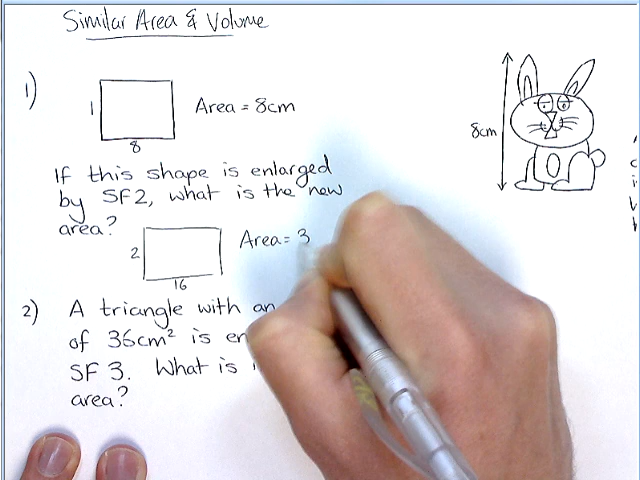 Similar Area & Volume
1)
1
Area = 8cm
8
If this shape is enlarged
by SF2, what is the new
area?
2
Area = 3
16
2) A triangle with an
of 36cm² is
SF 3. What is
area?
8cm